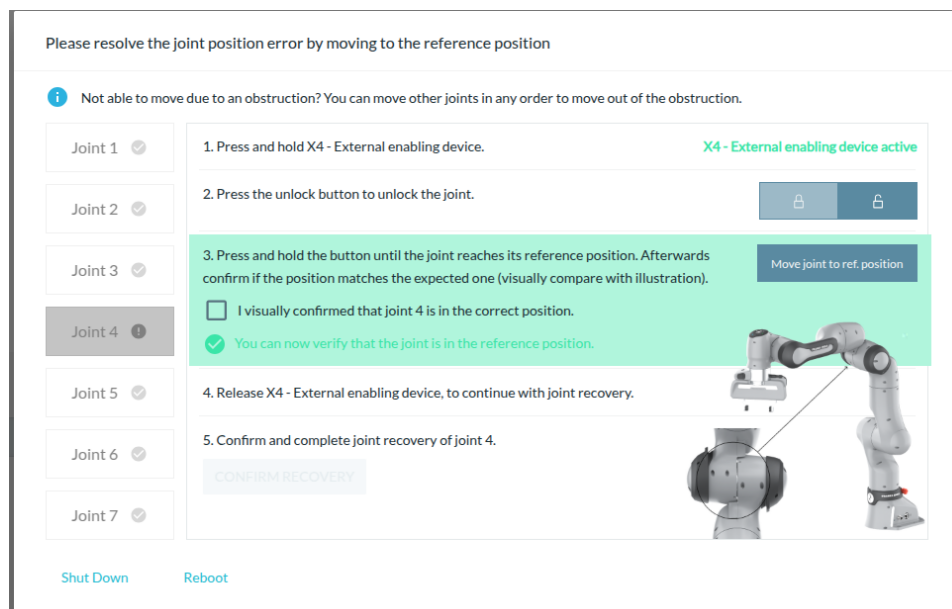 Please resolve the joint position error by moving to the reference position
Not able to move due to an obstruction? You can move other joints in any order to move out of the obstruction.
Joint 1
Joint 2
Joint 3
Joint 4
Joint 5
Joint 6
Joint 7
1. Press and hold X4 - External enabling device.
X4 - External enabling device active
2. Press the unlock button to unlock the joint.
3. Press and hold the button until the joint reaches its reference position. Afterwards
confirm if the position matches the expected one (visually compare with illustration).
Move joint to ref. position
I visually confirmed that joint 4 is in the correct position.
You can now verify that the joint is in the reference position.
4. Release X4 - External enabling device, to continue with joint recovery.
5. Confirm and complete joint recovery of joint 4.
CONFIRM RECOVERY
Shut Down
Reboot